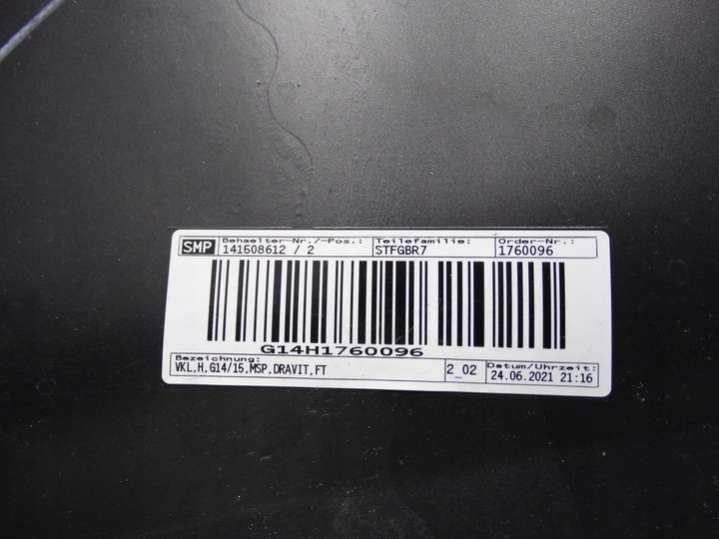 SMP
Behaelter-Nr./-Pos.: Teilefamilie: Order-Nr.:
141508612 / 2 STFGBR7 1760096
G14H1760096
Bezeichnung: Datum/Uhrzeit:
VKL.H.G14/15.MSP.DRAVIT.FT 2_02 24.06.2021 21:16